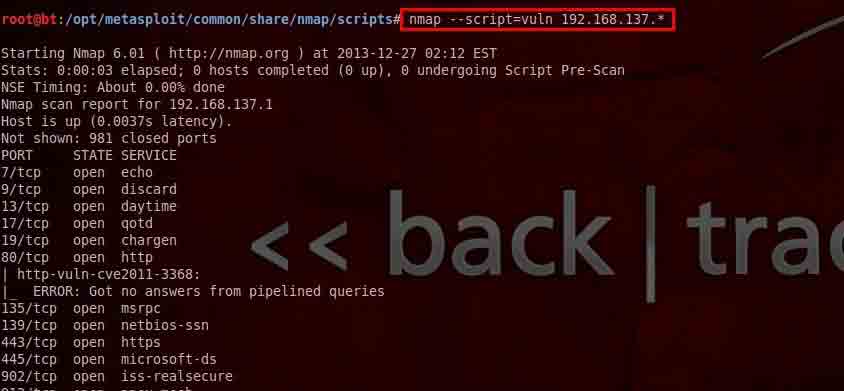 root@bt:/opt/metasploit/common/share/nmap/scripts# nmap --script=vuln 192.168.137.*
Starting Nmap 6.01 ( http://nmap.org ) at 2013-12-27 02:12 EST
Stats: 0:00:03 elapsed; 0 hosts completed (0 up), 0 undergoing Script Pre-Scan
NSE Timing: About 0.00% done
Nmap scan report for 192.168.137.1
Host is up (0.0037s latency).
Not shown: 981 closed ports
PORT     STATE SERVICE
7/tcp    open  echo
9/tcp    open  discard
13/tcp   open  daytime
17/tcp   open  qotd
19/tcp   open  chargen
80/tcp   open  http
| http-vuln-cve2011-3368:
|_  ERROR: Got no answers from pipelined queries
135/tcp  open  msrpc
139/tcp  open  netbios-ssn
443/tcp  open  https
445/tcp  open  microsoft-ds
902/tcp  open  iss-realsecure
<< back | trac